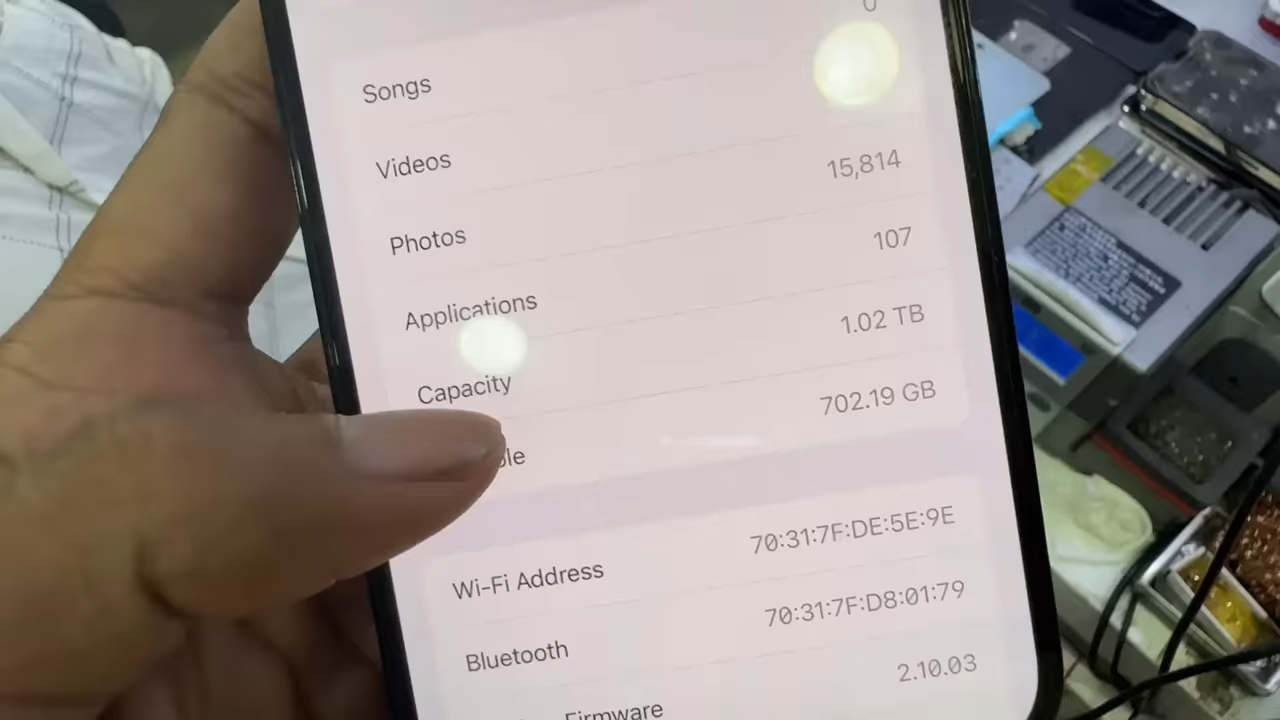 Songs 0
Videos
Photos 15,814
Applications 107
Capacity 1.02 TB
702.19 GB
Wi-Fi Address 70:31:7F:DE:5E:9E
Bluetooth 70:31:7F:D8:01:79
Firmware 2.10.03